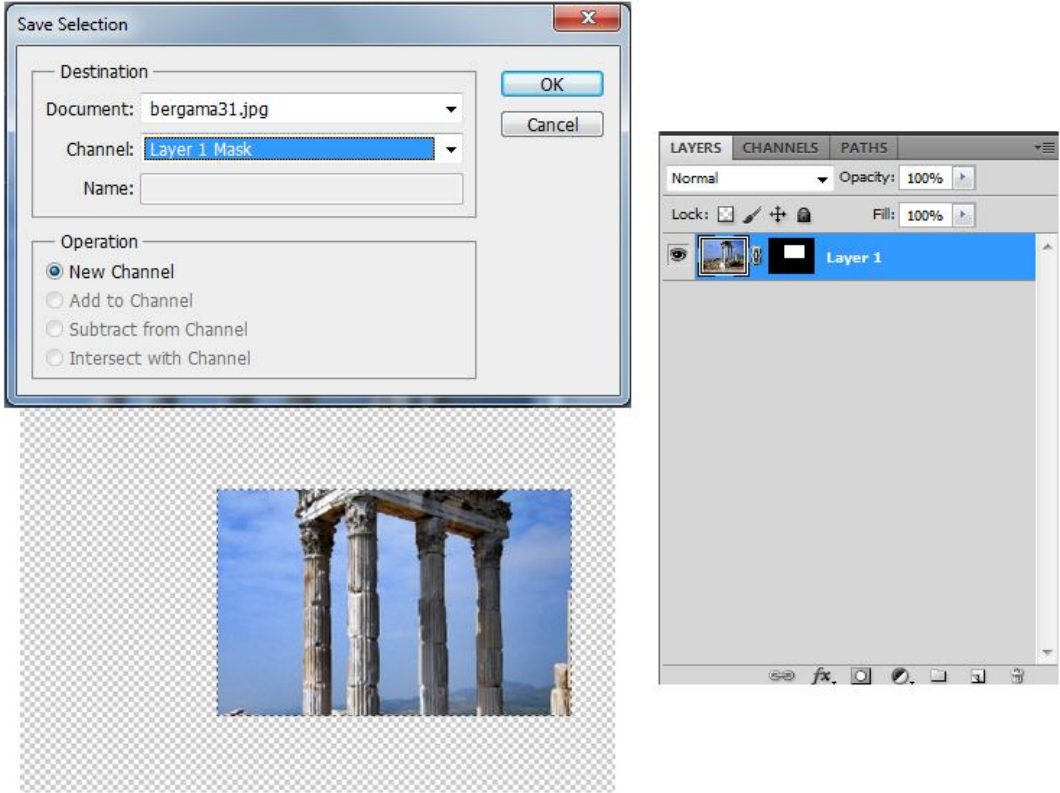 Save Selection
Destination
Document: bergama31.jpg
Channel: Layer 1 Mask
Name:
OK
Cancel
Operation
New Channel
Add to Channel
Subtract from Channel
Intersect with Channel
LAYERS CHANNELS PATHS
Normal Opacity: 100%
Lock: Fill: 100%
Layer 1
fx.